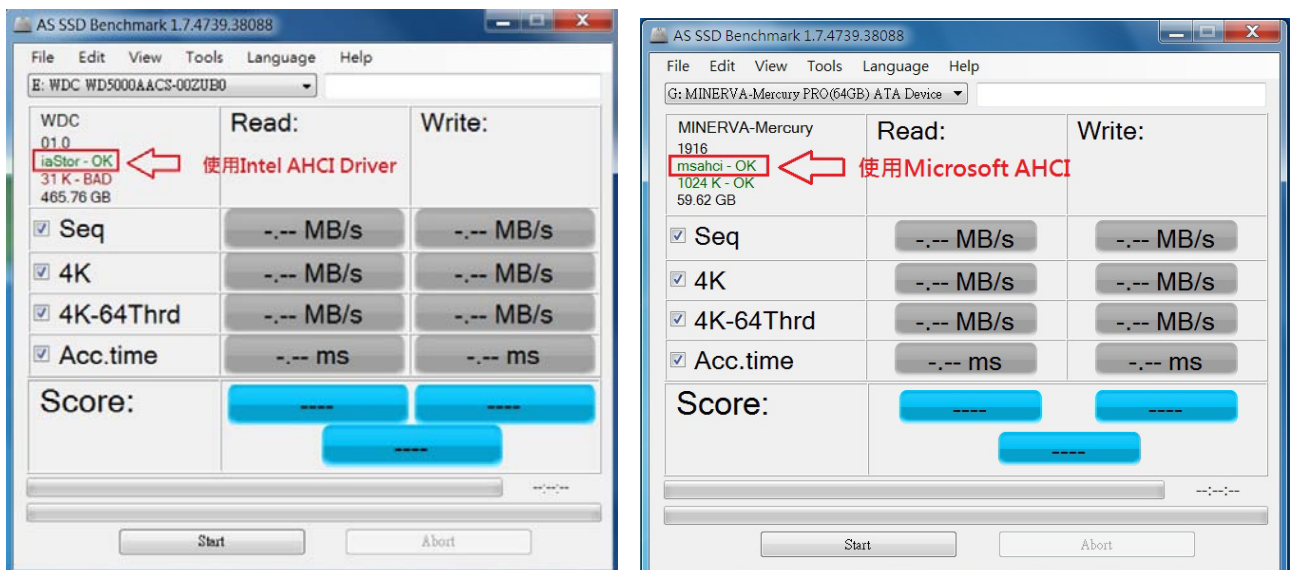 AS SSD Benchmark 1.7.4739.38088
File Edit View Tools Language Help
E: WDC WD5000AACS-00ZUB0
WDC
01.0
iaStor - OK
31 K - BAD
465.76 GB
使用Intel AHCI Driver
Read:
Write:
Seq -.-- MB/s -.-- MB/s
4K -.-- MB/s -.-- MB/s
4K-64Thrd -.-- MB/s -.-- MB/s
Acc.time -.-- ms -.-- ms
Score: ---- ----
----
--:--:--
Start Abort
AS SSD Benchmark 1.7.4739.38088
File Edit View Tools Language Help
G: MINERVA-Mercury PRO(64GB) ATA Device
MINERVA-Mercury
1916
msahci - OK
1024 K - OK
59.62 GB
使用Microsoft AHCI
Read:
Write:
Seq -.-- MB/s -.-- MB/s
4K -.-- MB/s -.-- MB/s
4K-64Thrd -.-- MB/s -.-- MB/s
Acc.time -.-- ms -.-- ms
Score: ---- ----
----
--:--:--
Start Abort